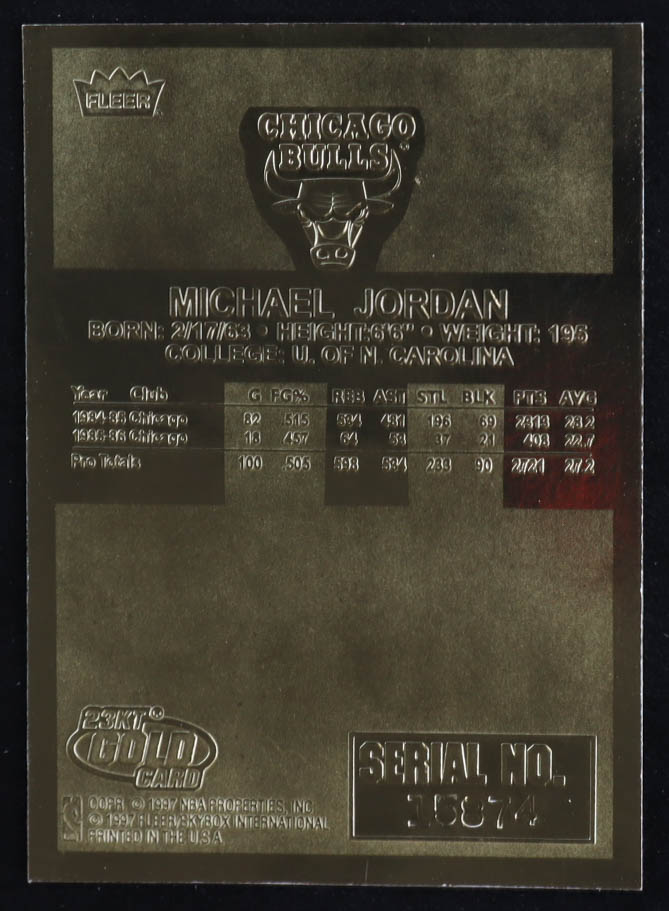 FLEER
CHICAGO
BULLS
MICHAEL JORDAN
BORN: 2/17/63 • HEIGHT:6'6" • WEIGHT: 195
COLLEGE: U. OF N. CAROLINA
Year Club G FG% REB AST STL BLK PTS AVG
1984-85 Chicago 82 .515 534 481 196 69 2313 28.2
1985-86 Chicago 18 .457 64 53 37 21 408 22.7
Pro Totals 100 .505 598 534 233 90 2721 27.2
23KT®
GOLD
CARD
SERIAL NO.
15874
COPR. © 1997 NBA PROPERTIES, INC.
© 1997 FLEER/SKYBOX INTERNATIONAL
PRINTED IN THE U.S.A.